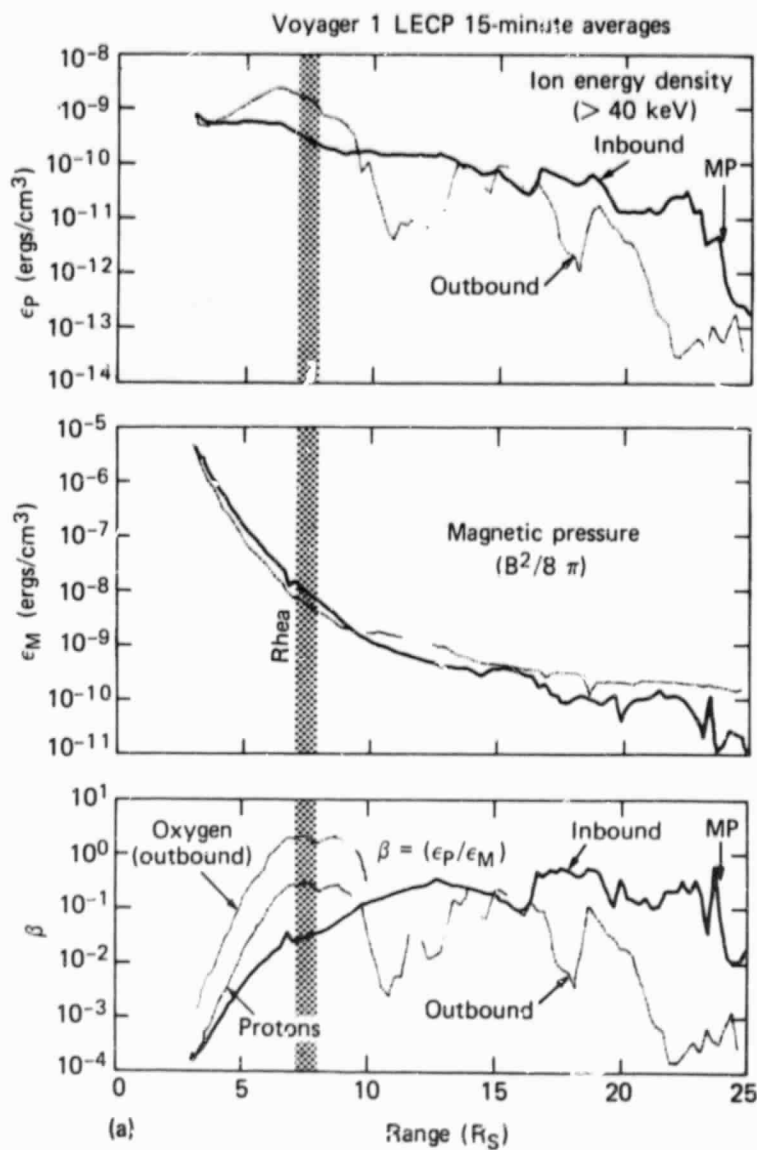 Voyager 1 LECP 15-minute averages
10⁻⁸
10⁻⁹
10⁻¹⁰
10⁻¹¹
10⁻¹²
10⁻¹³
10⁻¹⁴
εP (ergs/cm³)
Ion energy density
(> 40 keV)
Inbound
MP
Outbound
10⁻⁵
10⁻⁶
10⁻⁷
10⁻⁸
10⁻⁹
10⁻¹⁰
10⁻¹¹
εM (ergs/cm³)
Magnetic pressure
(B²/8 π)
Rhea
10¹
10⁰
10⁻¹
10⁻²
10⁻³
10⁻⁴
β
Oxygen
(outbound)
β = (εP/εM)
Inbound
MP
Protons
Outbound
0 5 10 15 20 25
(a) Range (RS)